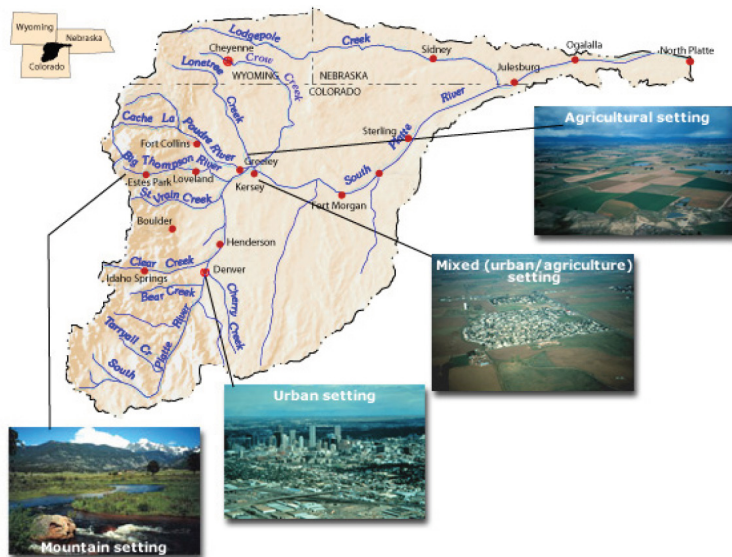 Wyoming
Nebraska
Colorado
Lodgepole Creek
Cheyenne
Crow Creek
Lonetree Creek
WYOMING
NEBRASKA
COLORADO
Sidney
Ogalalla
North Platte
Julesburg
River
Cache La Poudre River
Fort Collins
Sterling
Platte
South
Agricultural setting
Big Thompson River
Greeley
Estes Park
Loveland
Kersey
St. Vrain Creek
Fort Morgan
Boulder
Henderson
Mixed (urban/agriculture)
setting
Clear Creek
Idaho Springs
Denver
Bear Creek
Cherry Creek
Tarryall Cr
South Platte River
Urban setting
Mountain setting